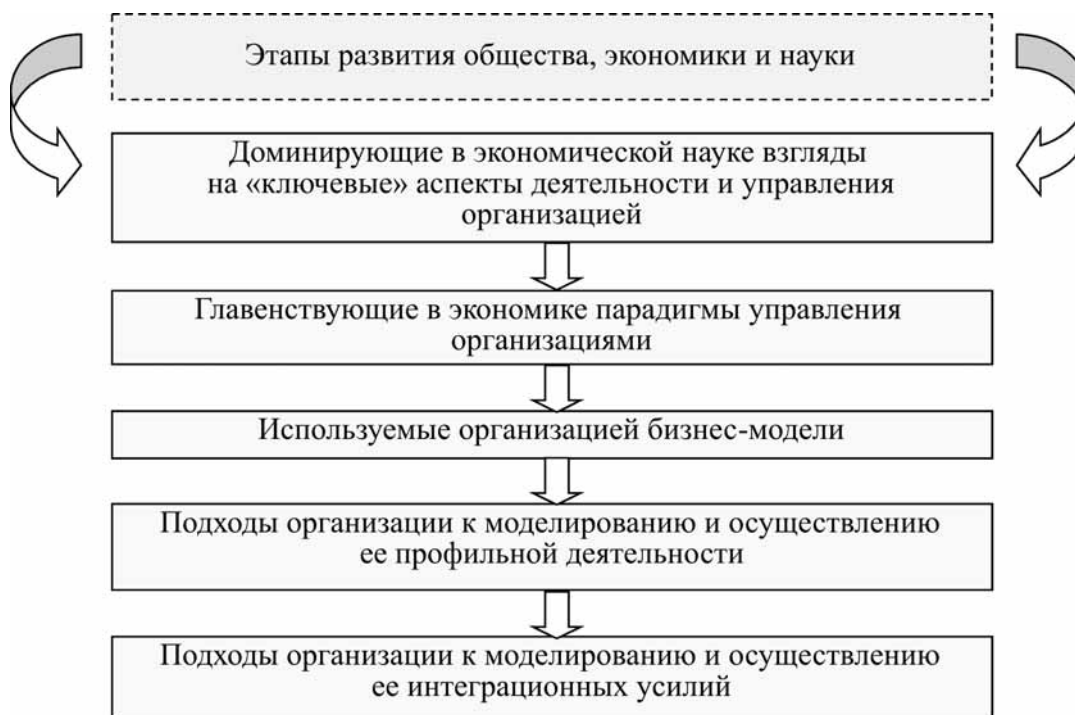 Этапы развития общества, экономики и науки
Доминирующие в экономической науке взгляды
на «ключевые» аспекты деятельности и управления
организацией
Главенствующие в экономике парадигмы управления
организациями
Используемые организацией бизнес-модели
Подходы организации к моделированию и осуществлению
ее профильной деятельности
Подходы организации к моделированию и осуществлению
ее интеграционных усилий